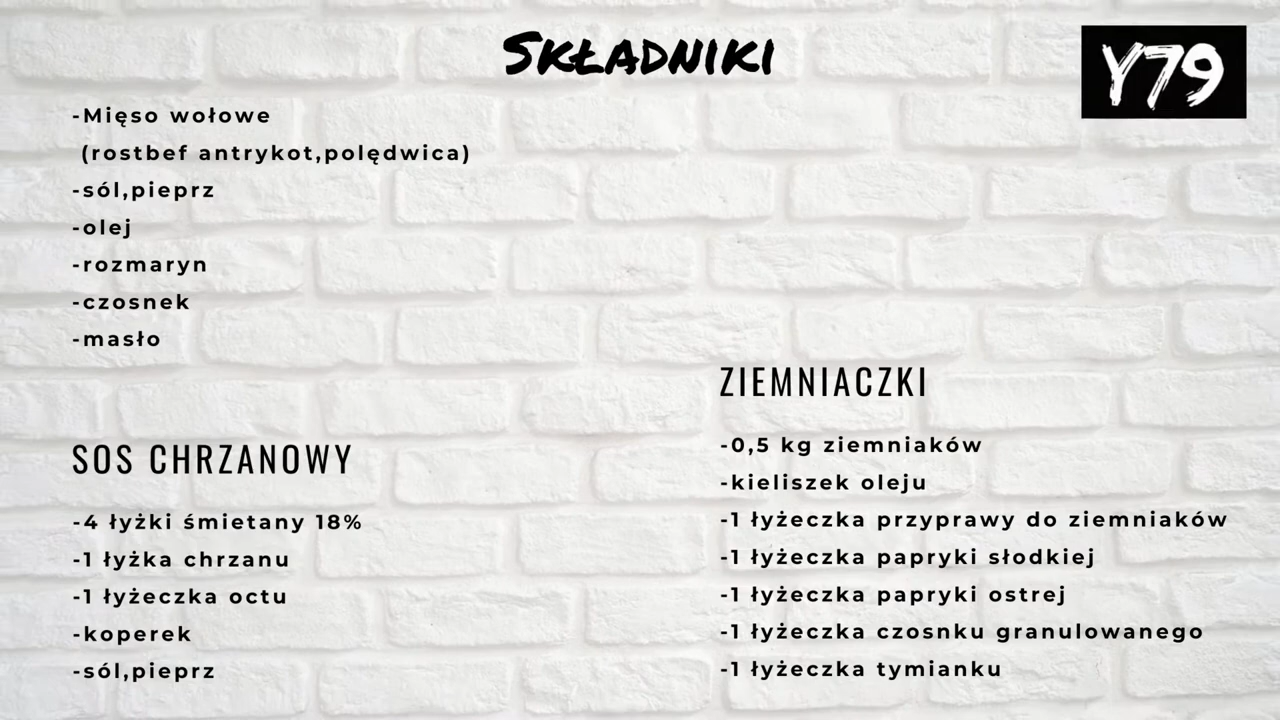 Składniki
Y79
-Mięso wołowe
(rostbef antrykot,polędwica)
-sól,pieprz
-olej
-rozmaryn
-czosnek
-masło
SOS CHRZANOWY
-4 łyżki śmietany 18%
-1 łyżka chrzanu
-1 łyżeczka octu
-koperek
-sól,pieprz
ZIEMNIACZKI
-0,5 kg ziemniaków
-kieliszek oleju
-1 łyżeczka przyprawy do ziemniaków
-1 łyżeczka papryki słodkiej
-1 łyżeczka papryki ostrej
-1 łyżeczka czosnku granulowanego
-1 łyżeczka tymianku